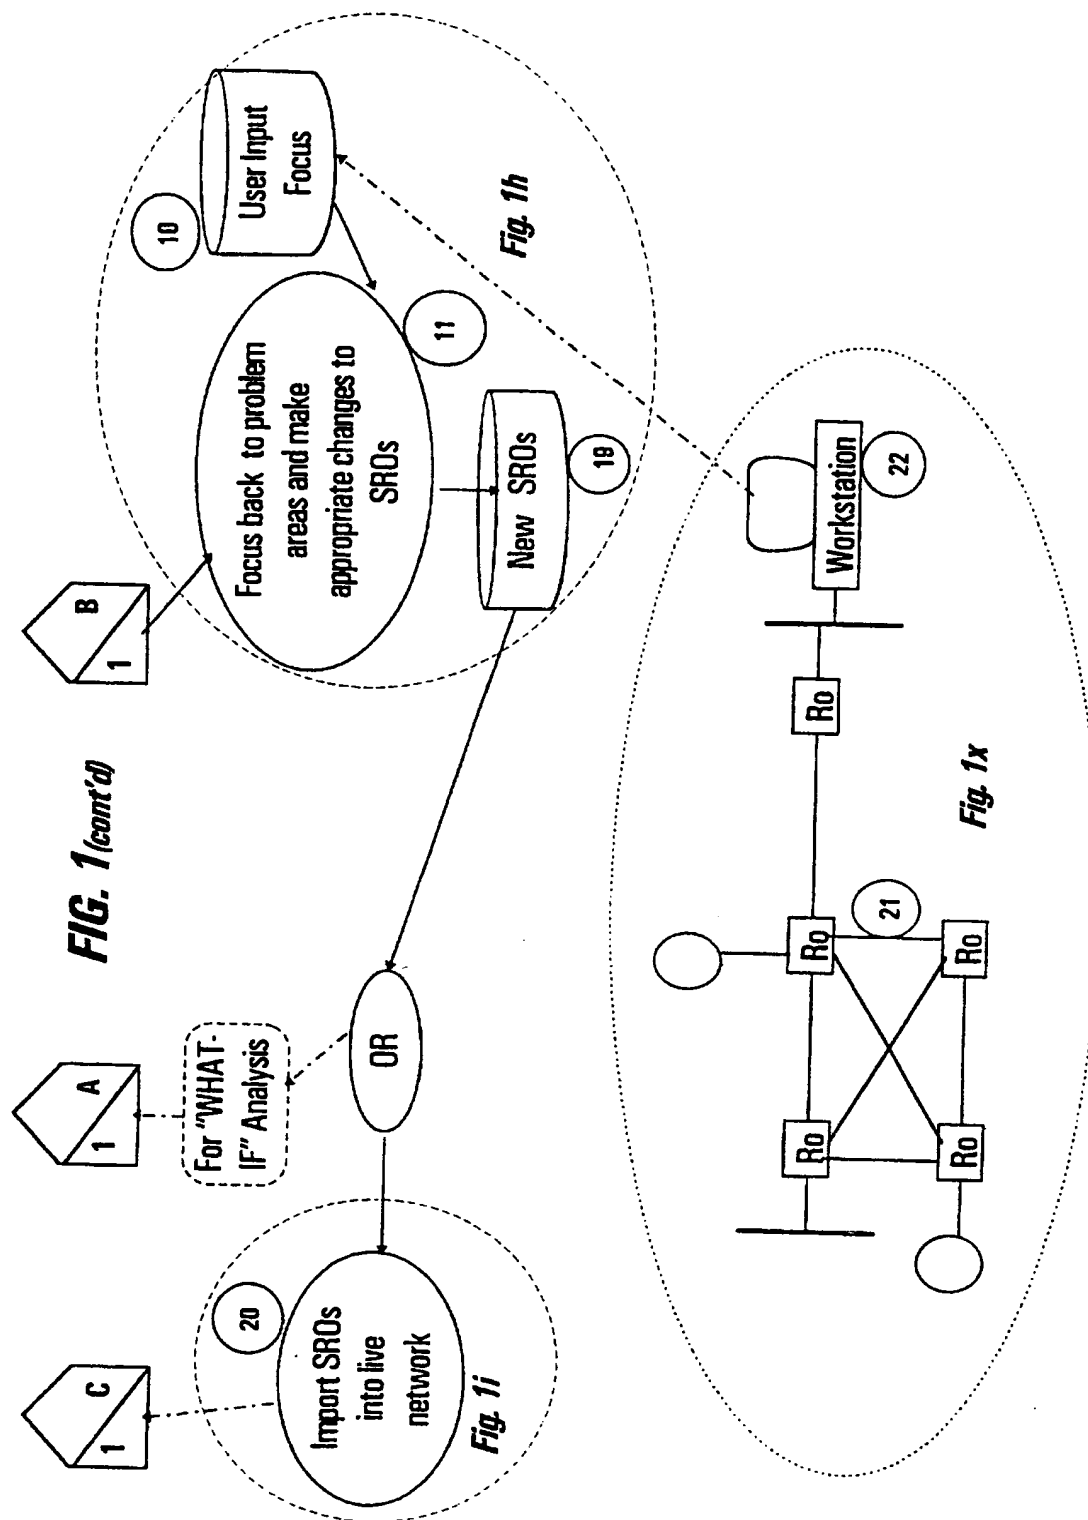 FIG. 1 (cont'd)
1 C
1 A
1 B
20
Import SROs
into live
network
Fig. 1i
For "WHAT-
IF" Analysis
OR
10
User Input
Focus
Focus back to problem
areas and make
appropriate changes to
SROs
11
New SROs
19
Fig. 1h
Ro
Ro
Ro
Ro
21
Ro
Workstation
22
Fig. 1x